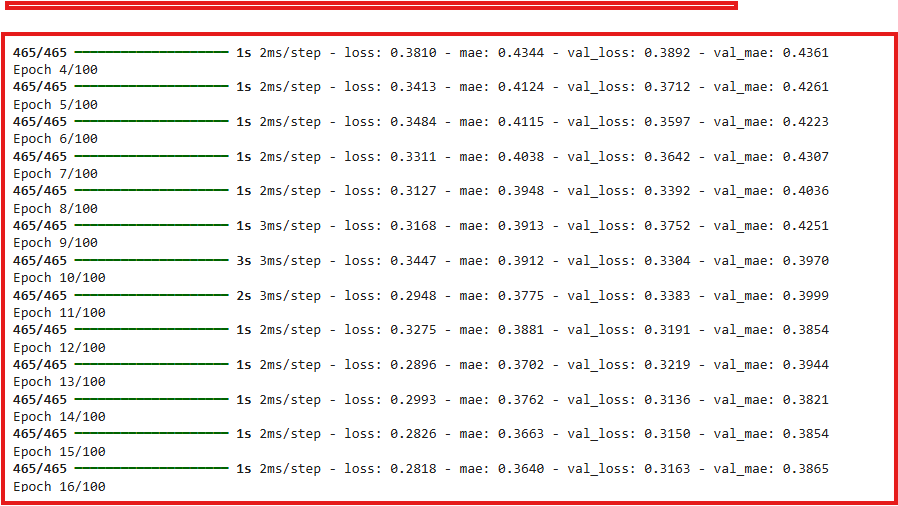 465/465 ━━━━━━━━━━━━━━━━━━━━ 1s 2ms/step - loss: 0.3810 - mae: 0.4344 - val_loss: 0.3892 - val_mae: 0.4361
Epoch 4/100
465/465 ━━━━━━━━━━━━━━━━━━━━ 1s 2ms/step - loss: 0.3413 - mae: 0.4124 - val_loss: 0.3712 - val_mae: 0.4261
Epoch 5/100
465/465 ━━━━━━━━━━━━━━━━━━━━ 1s 2ms/step - loss: 0.3484 - mae: 0.4115 - val_loss: 0.3597 - val_mae: 0.4223
Epoch 6/100
465/465 ━━━━━━━━━━━━━━━━━━━━ 1s 2ms/step - loss: 0.3311 - mae: 0.4038 - val_loss: 0.3642 - val_mae: 0.4307
Epoch 7/100
465/465 ━━━━━━━━━━━━━━━━━━━━ 1s 2ms/step - loss: 0.3127 - mae: 0.3948 - val_loss: 0.3392 - val_mae: 0.4036
Epoch 8/100
465/465 ━━━━━━━━━━━━━━━━━━━━ 1s 3ms/step - loss: 0.3168 - mae: 0.3913 - val_loss: 0.3752 - val_mae: 0.4251
Epoch 9/100
465/465 ━━━━━━━━━━━━━━━━━━━━ 3s 3ms/step - loss: 0.3447 - mae: 0.3912 - val_loss: 0.3304 - val_mae: 0.3970
Epoch 10/100
465/465 ━━━━━━━━━━━━━━━━━━━━ 2s 3ms/step - loss: 0.2948 - mae: 0.3775 - val_loss: 0.3383 - val_mae: 0.3999
Epoch 11/100
465/465 ━━━━━━━━━━━━━━━━━━━━ 1s 2ms/step - loss: 0.3275 - mae: 0.3881 - val_loss: 0.3191 - val_mae: 0.3854
Epoch 12/100
465/465 ━━━━━━━━━━━━━━━━━━━━ 1s 2ms/step - loss: 0.2896 - mae: 0.3702 - val_loss: 0.3219 - val_mae: 0.3944
Epoch 13/100
465/465 ━━━━━━━━━━━━━━━━━━━━ 1s 2ms/step - loss: 0.2993 - mae: 0.3762 - val_loss: 0.3136 - val_mae: 0.3821
Epoch 14/100
465/465 ━━━━━━━━━━━━━━━━━━━━ 1s 2ms/step - loss: 0.2826 - mae: 0.3663 - val_loss: 0.3150 - val_mae: 0.3854
Epoch 15/100
465/465 ━━━━━━━━━━━━━━━━━━━━ 1s 2ms/step - loss: 0.2818 - mae: 0.3640 - val_loss: 0.3163 - val_mae: 0.3865
Epoch 16/100